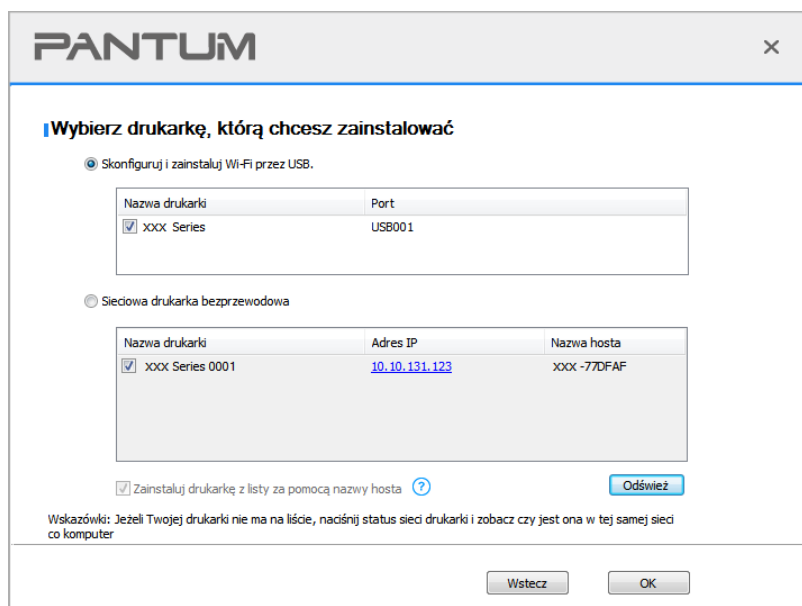 PANTUM
Wybierz drukarkę, którą chcesz zainstalować
Skonfiguruj i zainstaluj Wi-Fi przez USB.
Nazwa drukarki Port
XXX Series USB001
Sieciowa drukarka bezprzewodowa
Nazwa drukarki Adres IP Nazwa hosta
XXX Series 0001 10.10.131.123 XXX -77DFAF
Zainstaluj drukarkę z listy za pomocą nazwy hosta ? Odśwież
Wskazówki: Jeżeli Twojej drukarki nie ma na liście, naciśnij status sieci drukarki i zobacz czy jest ona w tej samej sieci
co komputer
Wstecz OK